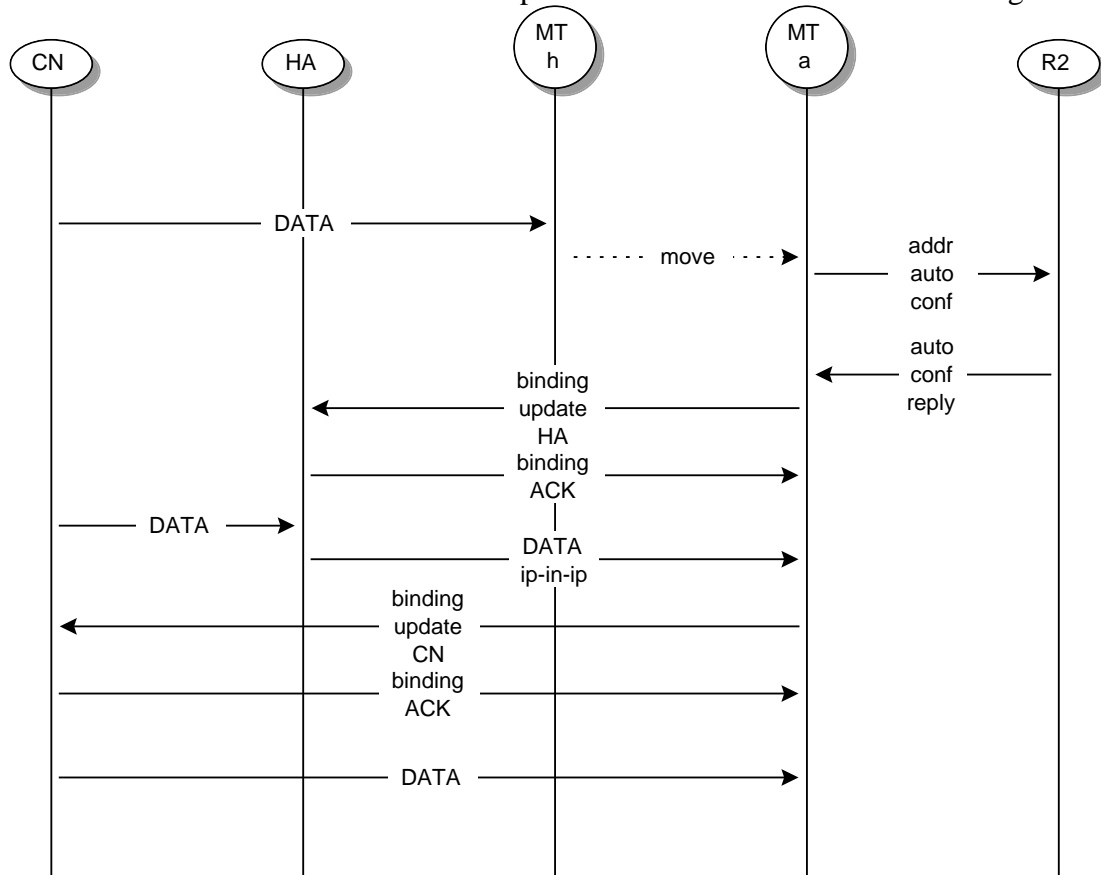 CN
HA
MT
h
MT
a
R2
DATA
move
addr
auto
conf
auto
conf
reply
binding
update
HA
binding
ACK
DATA
DATA
ip-in-ip
binding
update
CN
binding
ACK
DATA